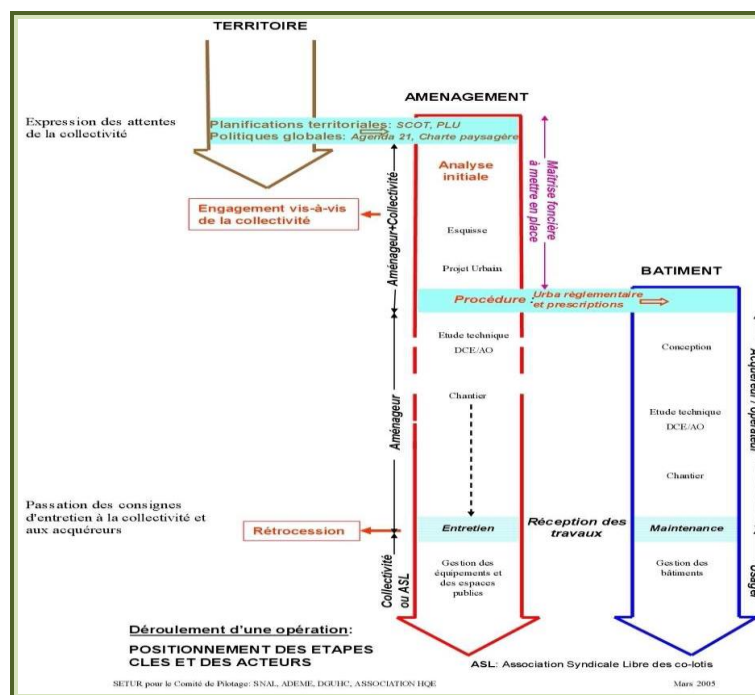 TERRITOIRE
AMENAGEMENT
Expression des attentes
de la collectivité
Planifications territoriales: SCOT, PLU
Politiques globales: Agenda 21, Charte paysagère
Analyse
initiale
Maîtrise foncière
à mettre en place
Engagement vis-à-vis
de la collectivité
Aménageur+Collectivité
Esquisse
Projet Urbain
BATIMENT
Procédure : Urba règlementaire
et prescriptions
Etude technique
DCE/AO
Conception
Acquéreur/opérateur
Aménageur
Chantier
Etude technique
DCE/AO
Chantier
Passation des consignes
d'entretien à la collectivité et
aux acquéreurs
Rétrocession
Entretien
Réception des
travaux
Maintenance
Collectivité
ou ASL
Gestion des
équipements et
des espaces
publics
Gestion des
bâtiments
Usage
Déroulement d'une opération:
POSITIONNEMENT DES ETAPES
CLES ET DES ACTEURS
ASL: Association Syndicale Libre des co-lotis
SETUR pour le Comité de Pilotage: SNAL, ADEME, DGUHC, ASSOCIATION HQE
Mars 2005